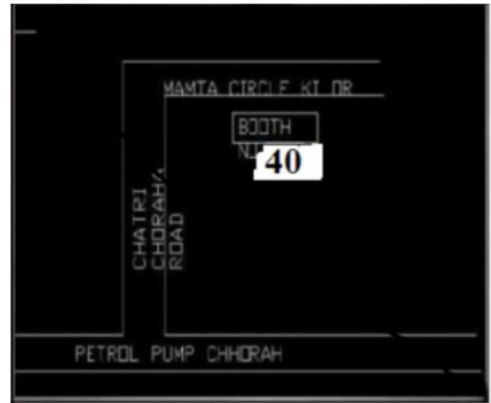 MAMTA CIRCLE KI OR
BOOTH
40
CHATRI
CHORAHA
ROAD
PETROL PUMP CHHORAH